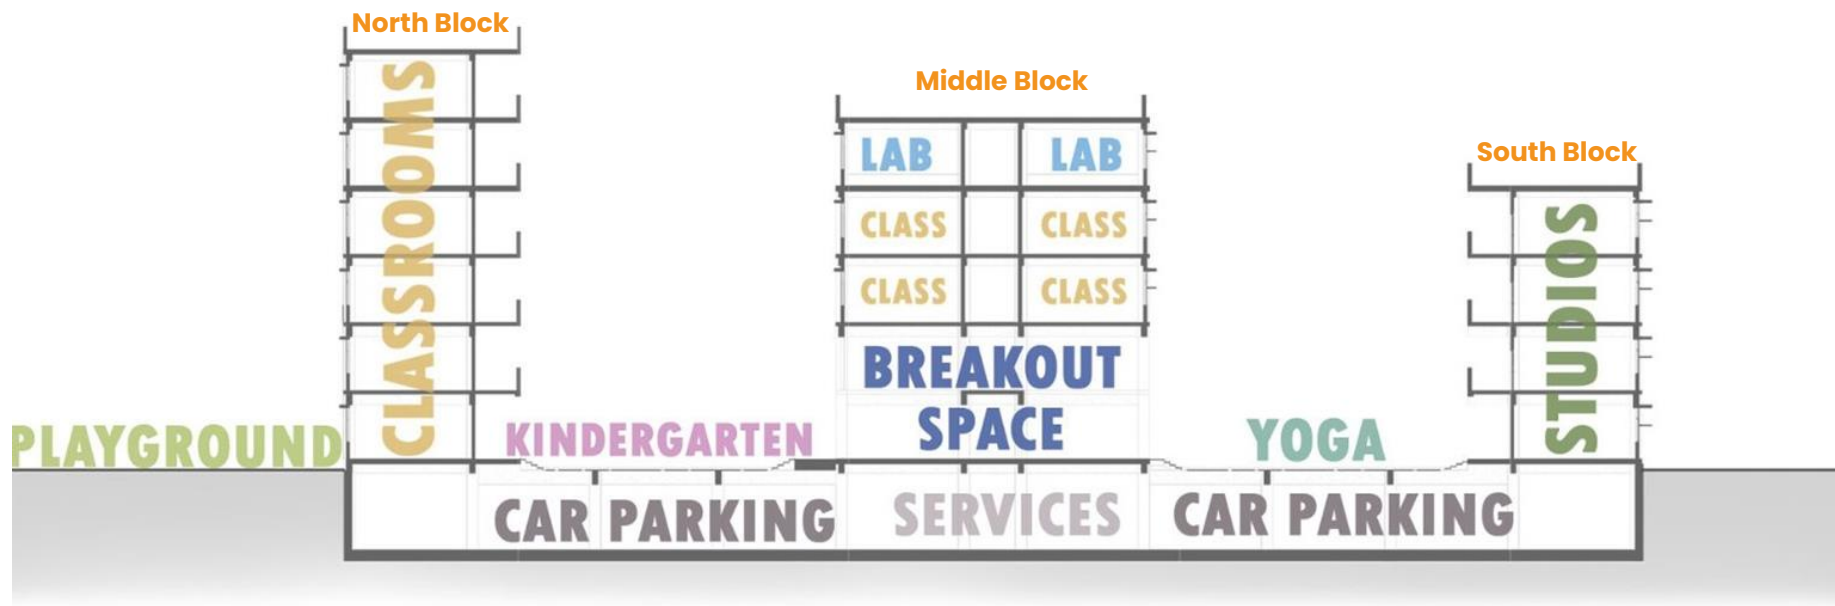 North Block
Middle Block
South Block
CLASSROOMS
LAB LAB
CLASS CLASS
CLASS CLASS
BREAKOUT
SPACE
STUDIOS
PLAYGROUND
KINDERGARTEN
YOGA
CAR PARKING
SERVICES
CAR PARKING